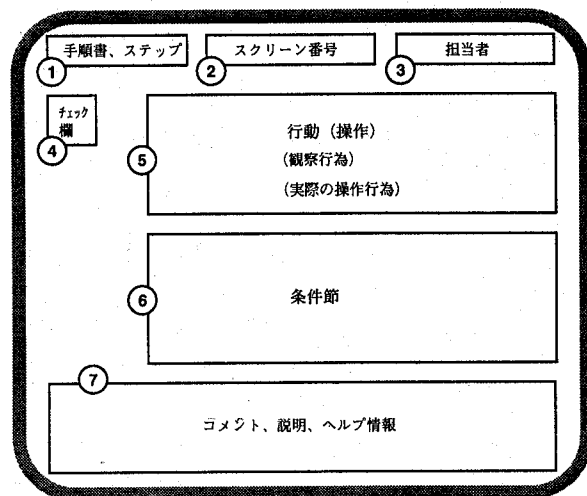 手順書、ステップ
① 
スクリーン番号
②
担当者
③
チェック
欄
④
行動（操作）
（観察行為）
（実際の操作行為）
⑤
条件節
⑥
⑦
コメント、説明、ヘルプ情報